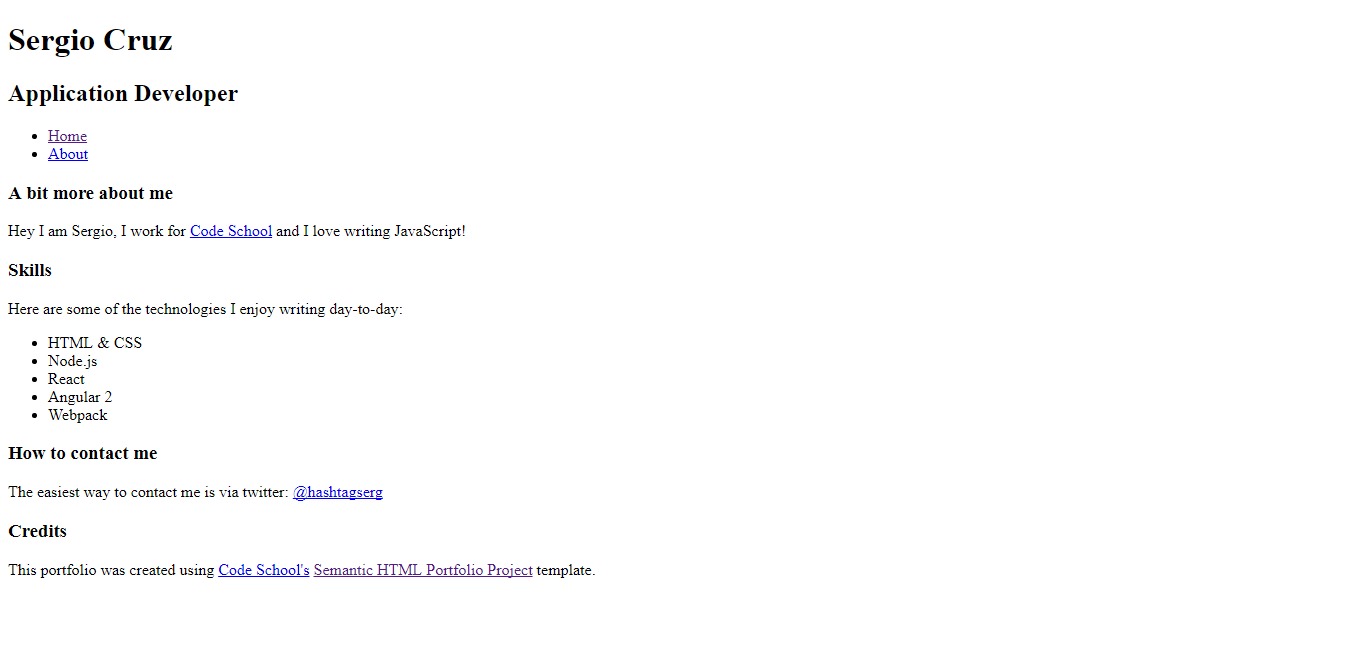 Sergio Cruz
Application Developer
Home
About
A bit more about me
Hey I am Sergio, I work for Code School and I love writing JavaScript!
Skills
Here are some of the technologies I enjoy writing day-to-day:
HTML & CSS
Node.js
React
Angular 2
Webpack
How to contact me
The easiest way to contact me is via twitter: @hashtagserg
Credits
This portfolio was created using Code School's Semantic HTML Portfolio Project template.